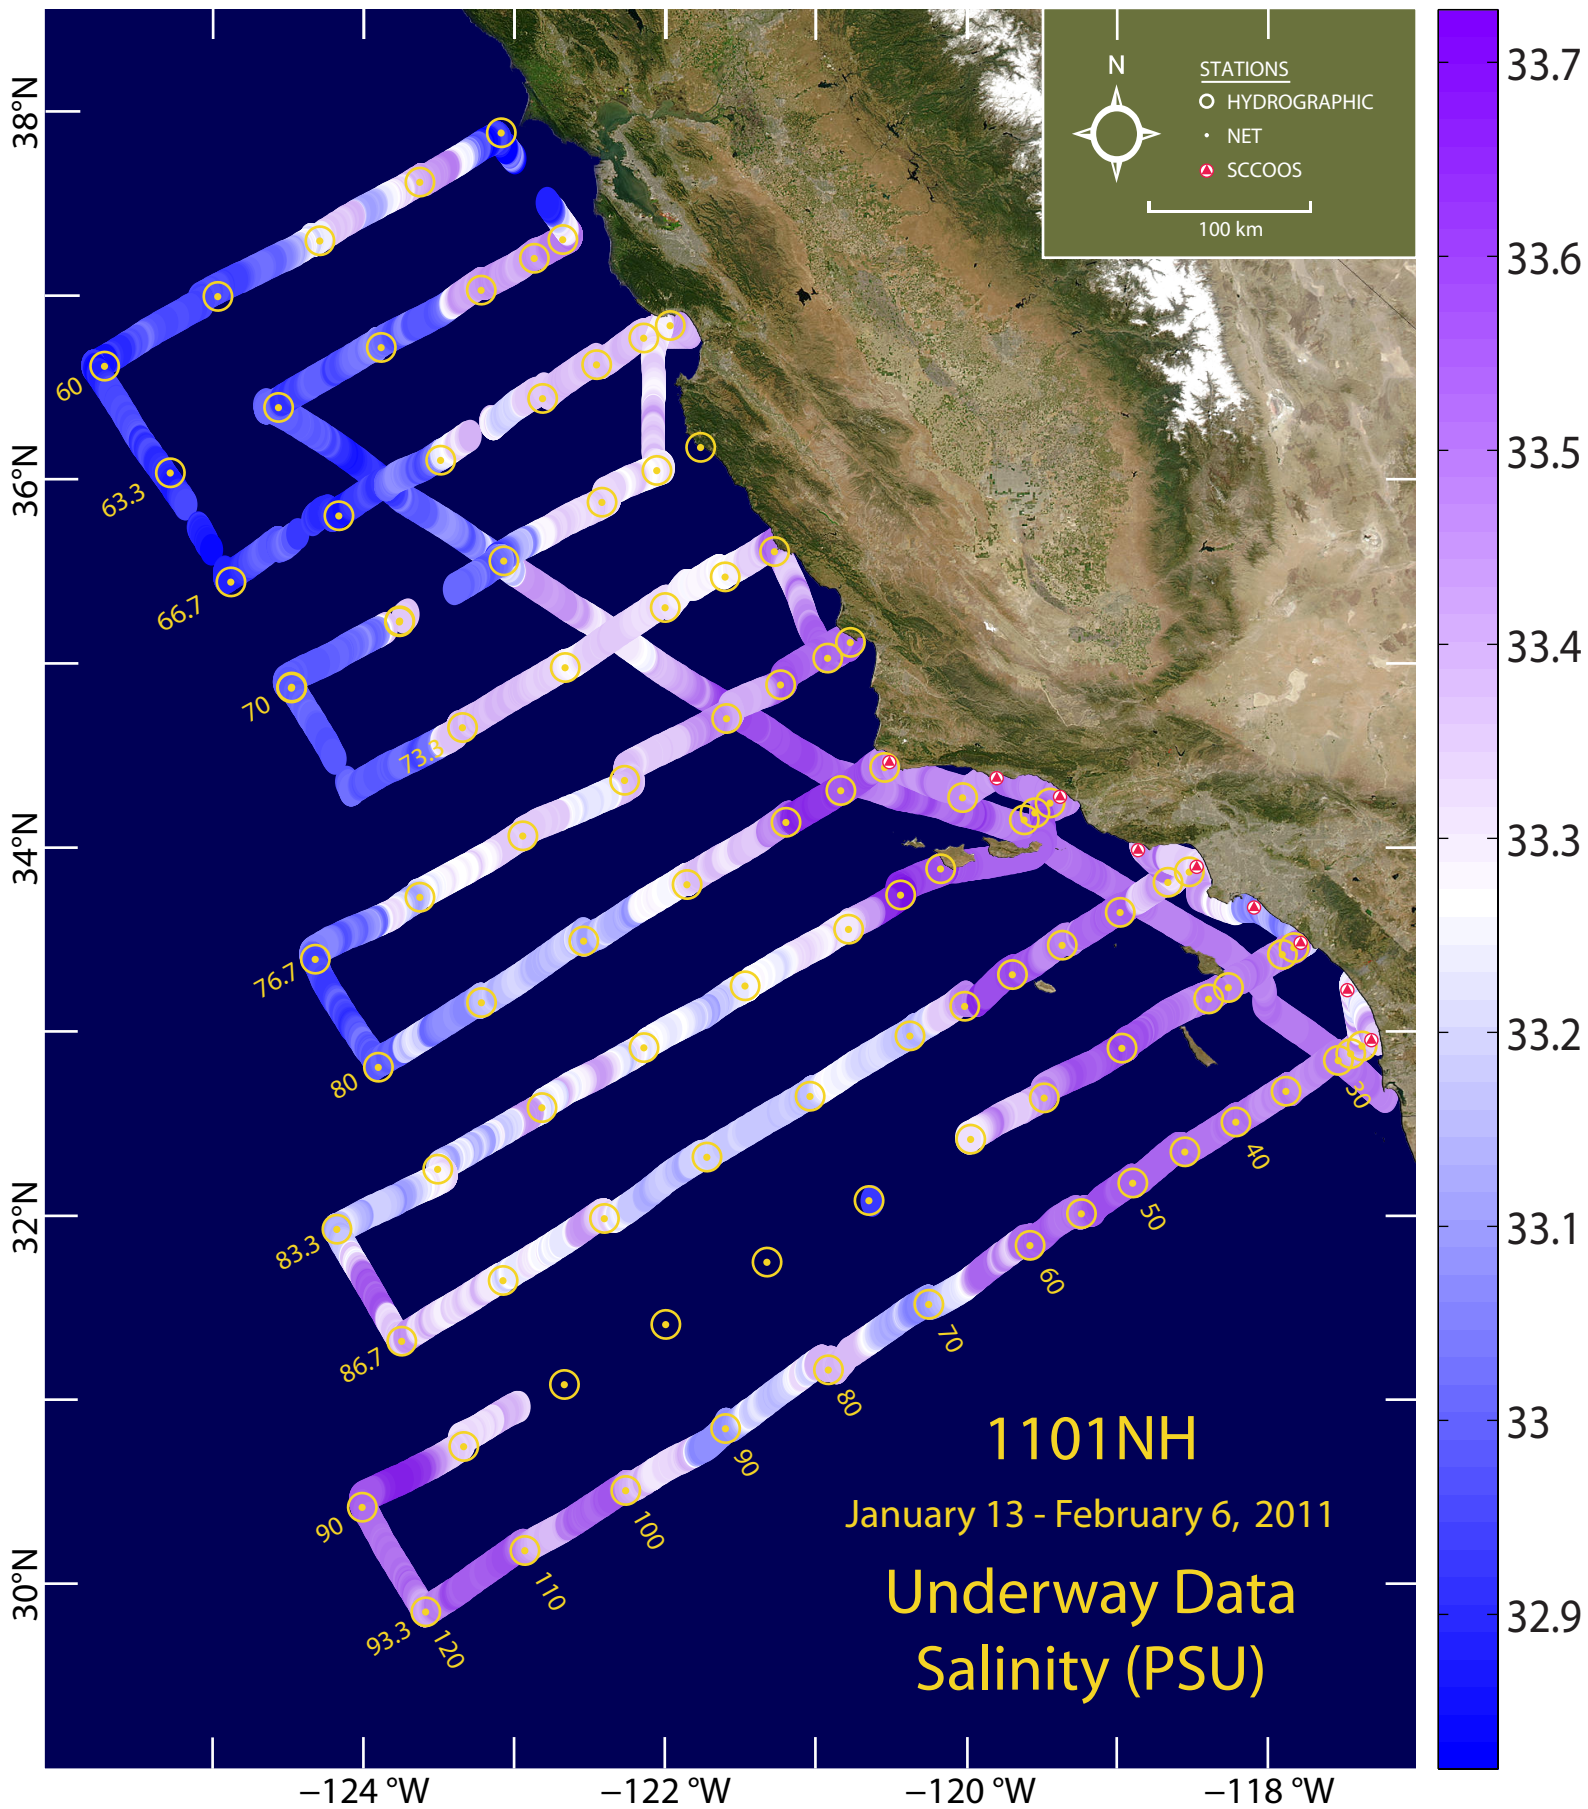 N
STATIONS
HYDROGRAPHIC
NET
SCCOOS
100 km
38°N
36°N
34°N
32°N
30°N
60
63.3
66.7
70
73.3
76.7
80
83.3
86.7
90
93.3
30
40
50
60
70
80
90
100
110
120
1101NH
January 13 - February 6, 2011
Underway Data
Salinity (PSU)
−124 °W
−122 °W
−120 °W
−118 °W
33.7
33.6
33.5
33.4
33.3
33.2
33.1
33
32.9